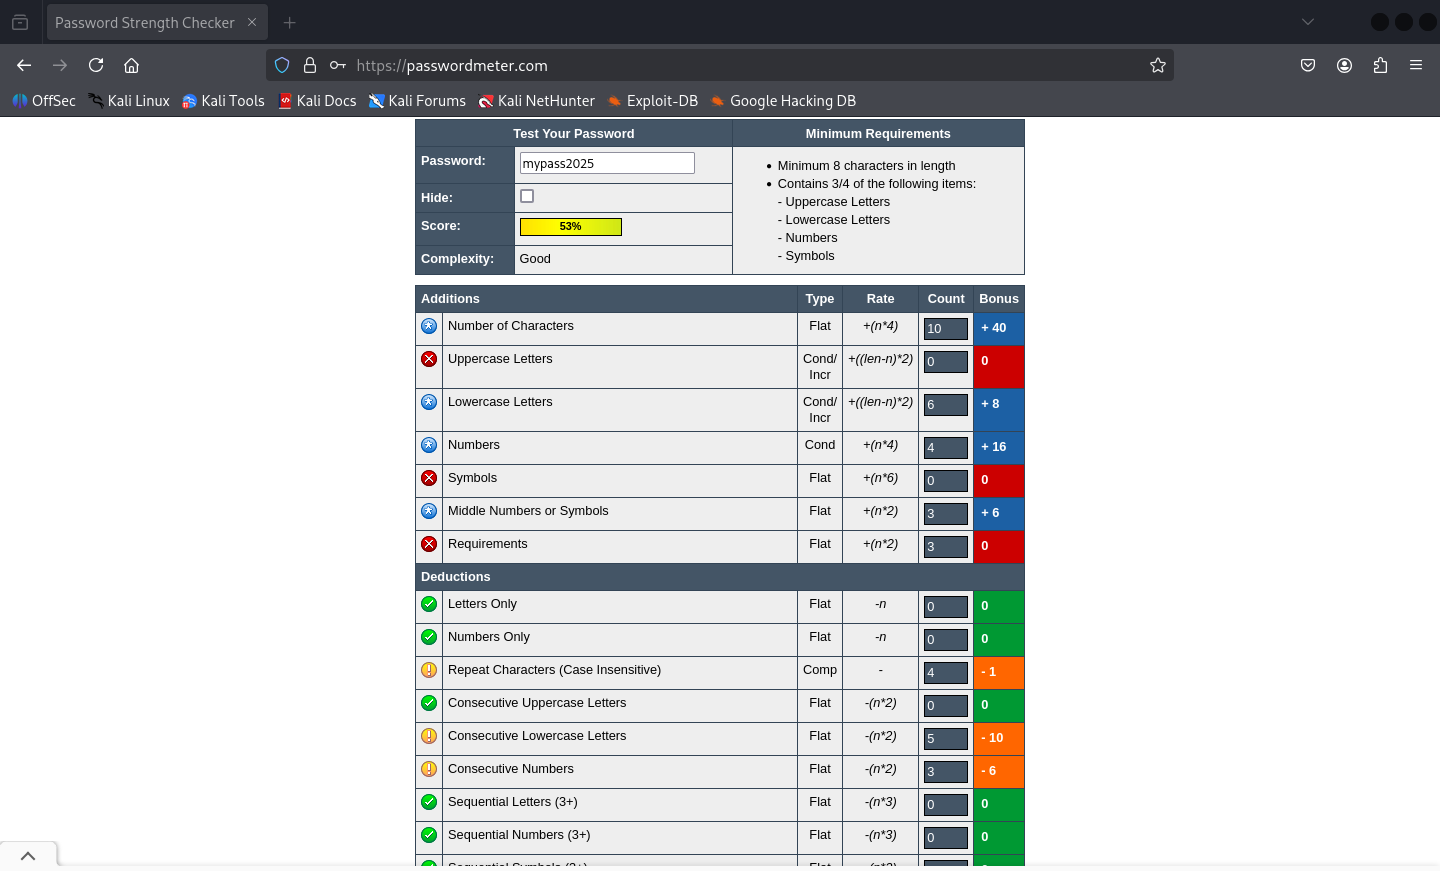 Password Strength Checker
https://passwordmeter.com
OffSec Kali Linux Kali Tools Kali Docs Kali Forums Kali NetHunter Exploit-DB Google Hacking DB
Test Your Password
Password: mypass2025
Hide:
Score: 53%
Complexity: Good
Minimum Requirements
• Minimum 8 characters in length
• Contains 3/4 of the following items:
- Uppercase Letters
- Lowercase Letters
- Numbers
- Symbols
Additions Type Rate Count Bonus
Number of Characters Flat +(n*4) 10 + 40
Uppercase Letters Cond/Incr +((len-n)*2) 0 0
Lowercase Letters Cond/Incr +((len-n)*2) 6 + 8
Numbers Cond +(n*4) 4 + 16
Symbols Flat +(n*6) 0 0
Middle Numbers or Symbols Flat +(n*2) 3 + 6
Requirements Flat +(n*2) 3 0
Deductions
Letters Only Flat -n 0 0
Numbers Only Flat -n 0 0
Repeat Characters (Case Insensitive) Comp - 4 - 1
Consecutive Uppercase Letters Flat -(n*2) 0 0
Consecutive Lowercase Letters Flat -(n*2) 5 - 10
Consecutive Numbers Flat -(n*2) 3 - 6
Sequential Letters (3+) Flat -(n*3) 0 0
Sequential Numbers (3+) Flat -(n*3) 0 0